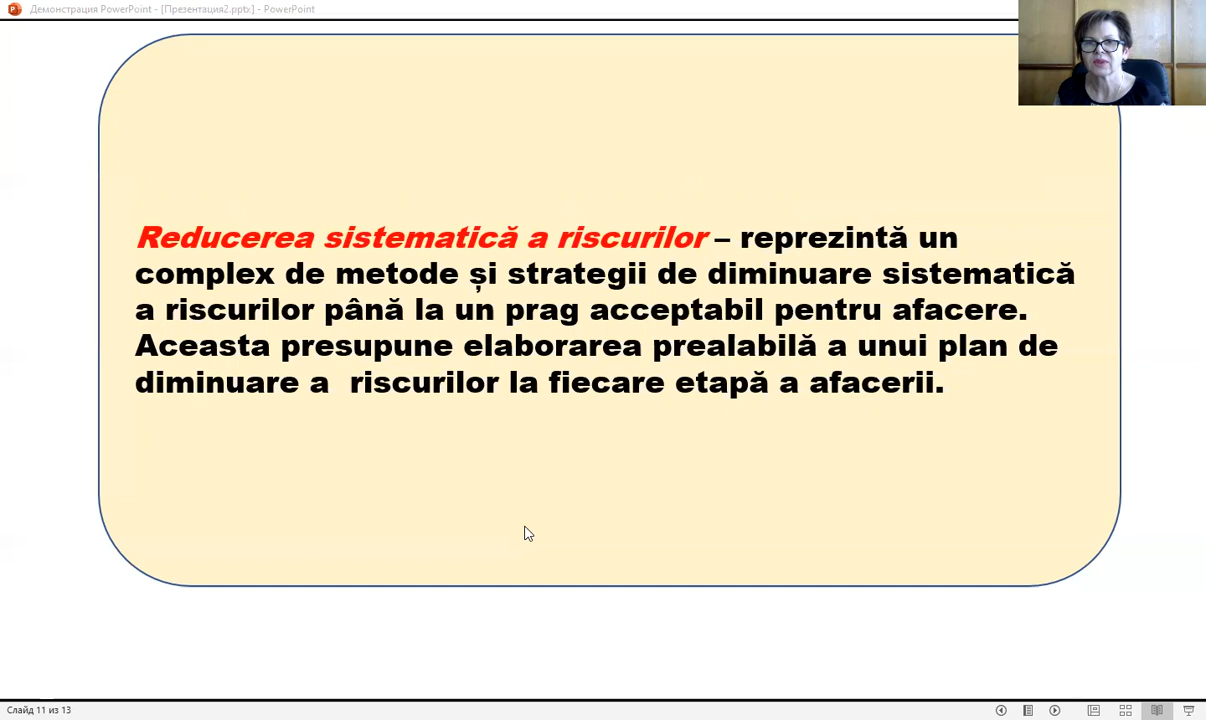 Демонстрация PowerPoint - [Презентация2.pptx] - PowerPoint
Reducerea sistematică a riscurilor – reprezintă un
complex de metode și strategii de diminuare sistematică
a riscurilor până la un prag acceptabil pentru afacere.
Aceasta presupune elaborarea prealabilă a unui plan de
diminuare a  riscurilor la fiecare etapă a afacerii.
Слайд 11 из 13